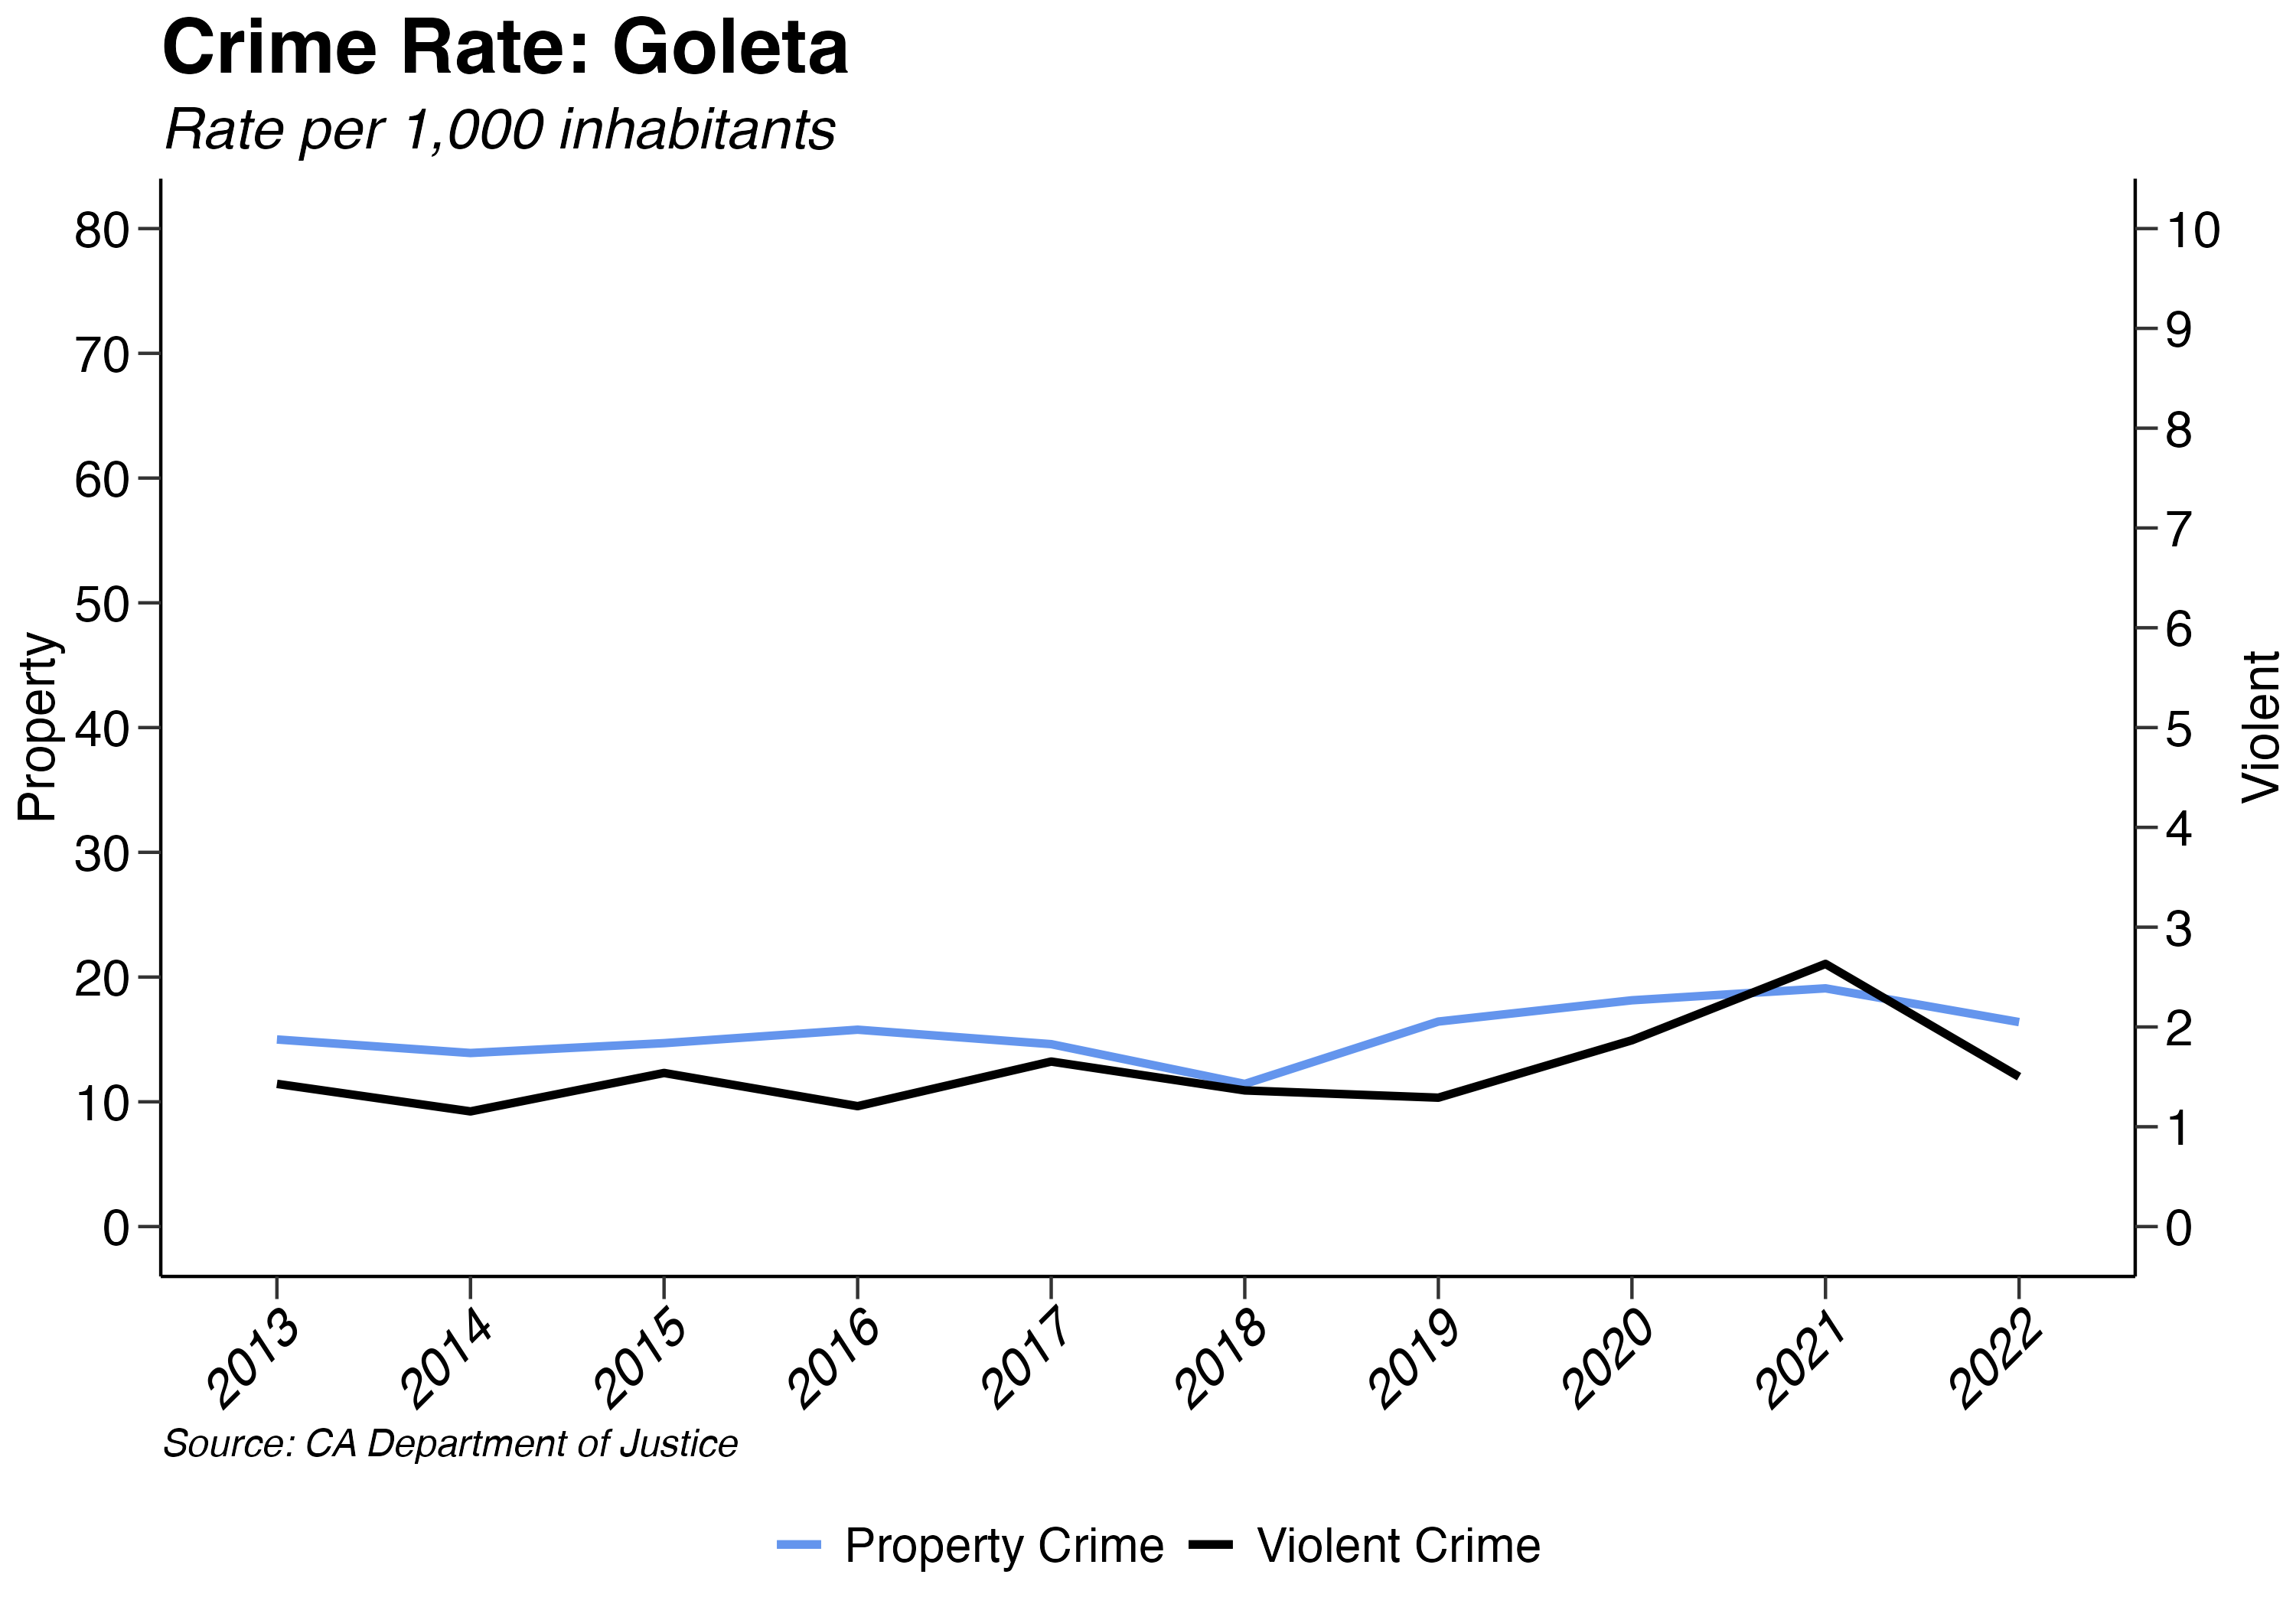 Crime Rate: Goleta
Rate per 1,000 inhabitants
Property
80
70
60
50
40
30
20
10
0
10
9
8
7
6
5
4
3
2
1
0
Violent
2013 2014 2015 2016 2017 2018 2019 2020 2021 2022
Source: CA Department of Justice
Property Crime Violent Crime